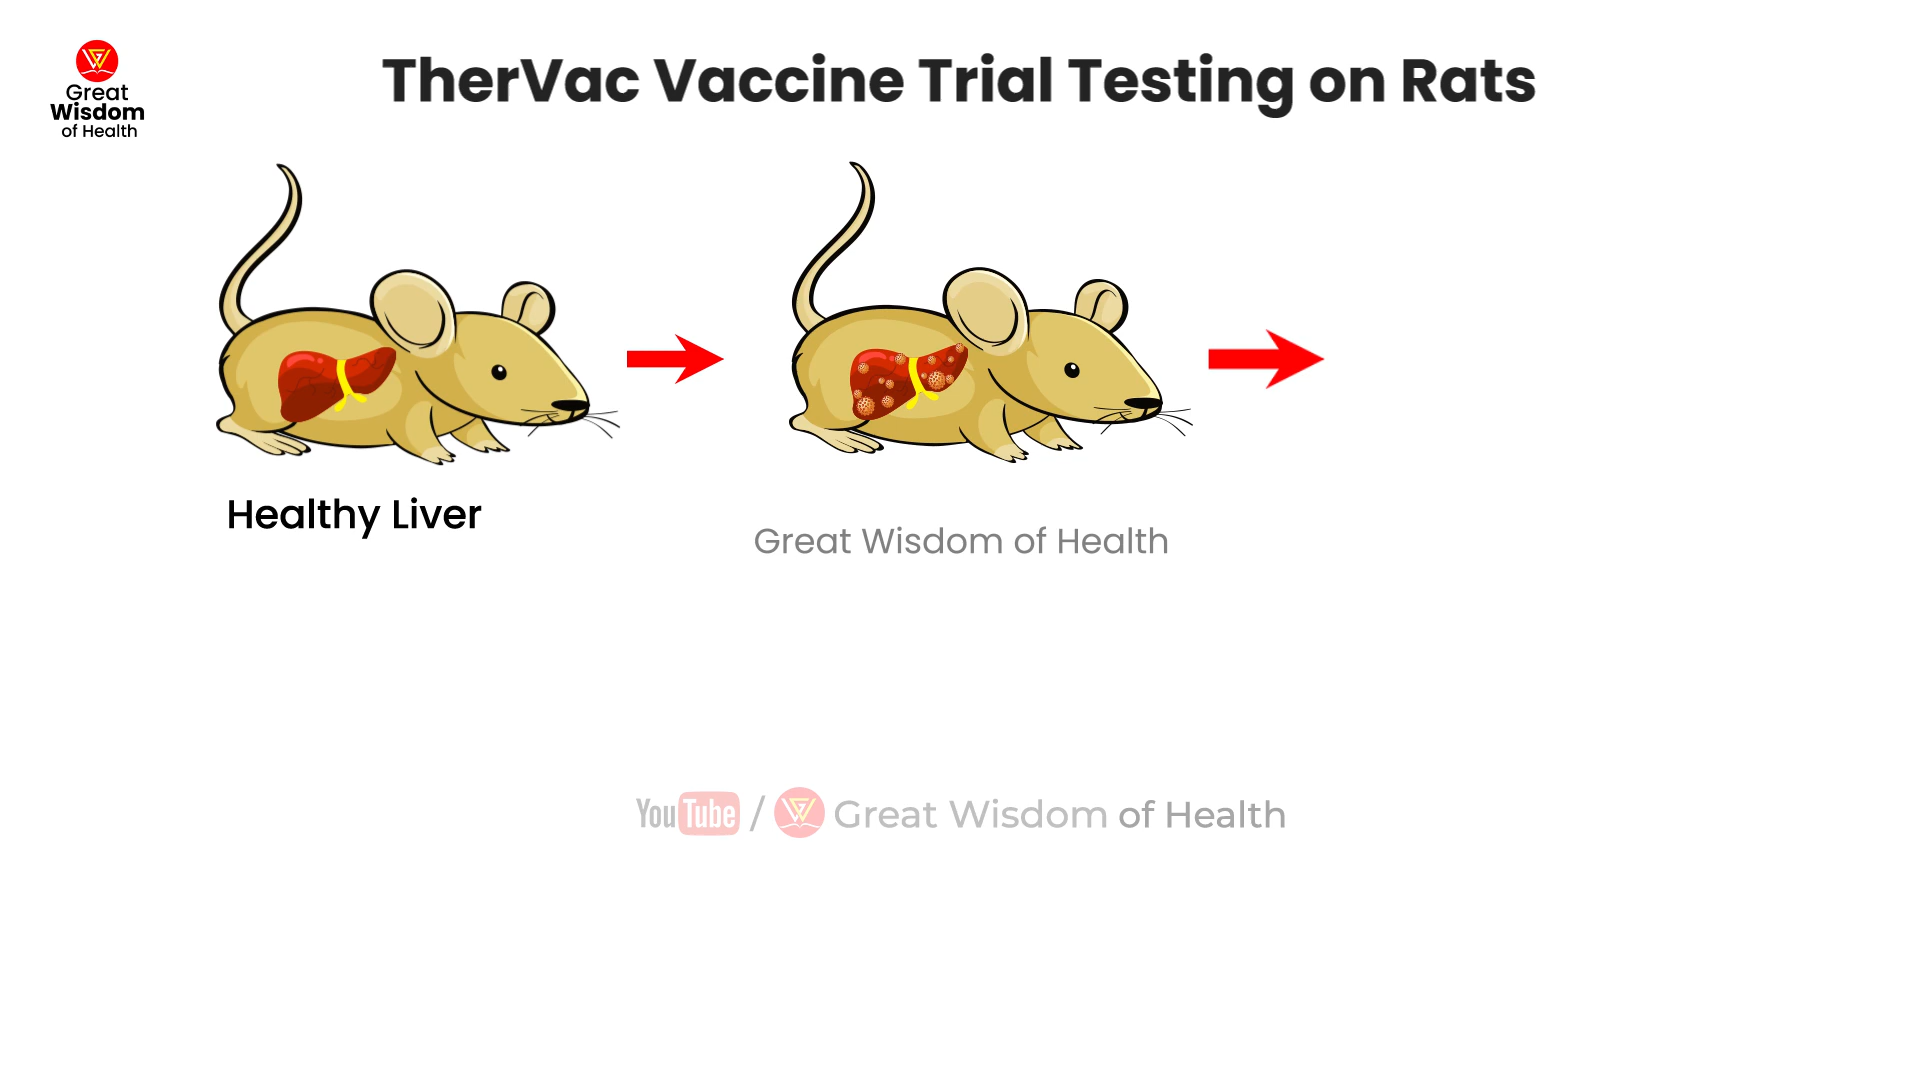 Great
Wisdom
of Health
TherVac Vaccine Trial Testing on Rats
Healthy Liver
Great Wisdom of Health
YouTube / Great Wisdom of Health